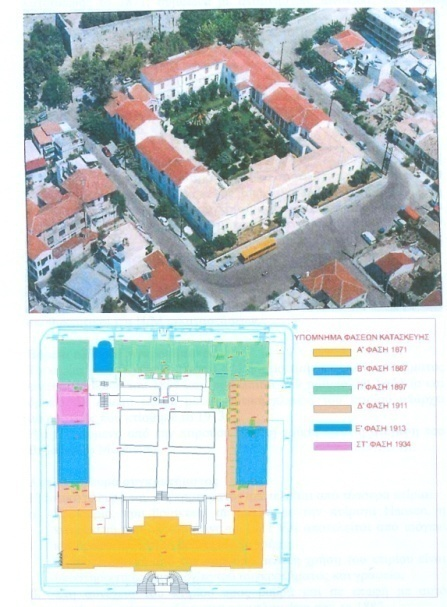 ΥΠΟΜΝΗΜΑ ΦΑΣΕΩΝ ΚΑΤΑΣΚΕΥΗΣ
Α' ΦΑΣΗ 1871
Β' ΦΑΣΗ 1887
Γ' ΦΑΣΗ 1897
Δ' ΦΑΣΗ 1911
Ε' ΦΑΣΗ 1913
ΣΤ' ΦΑΣΗ 1934